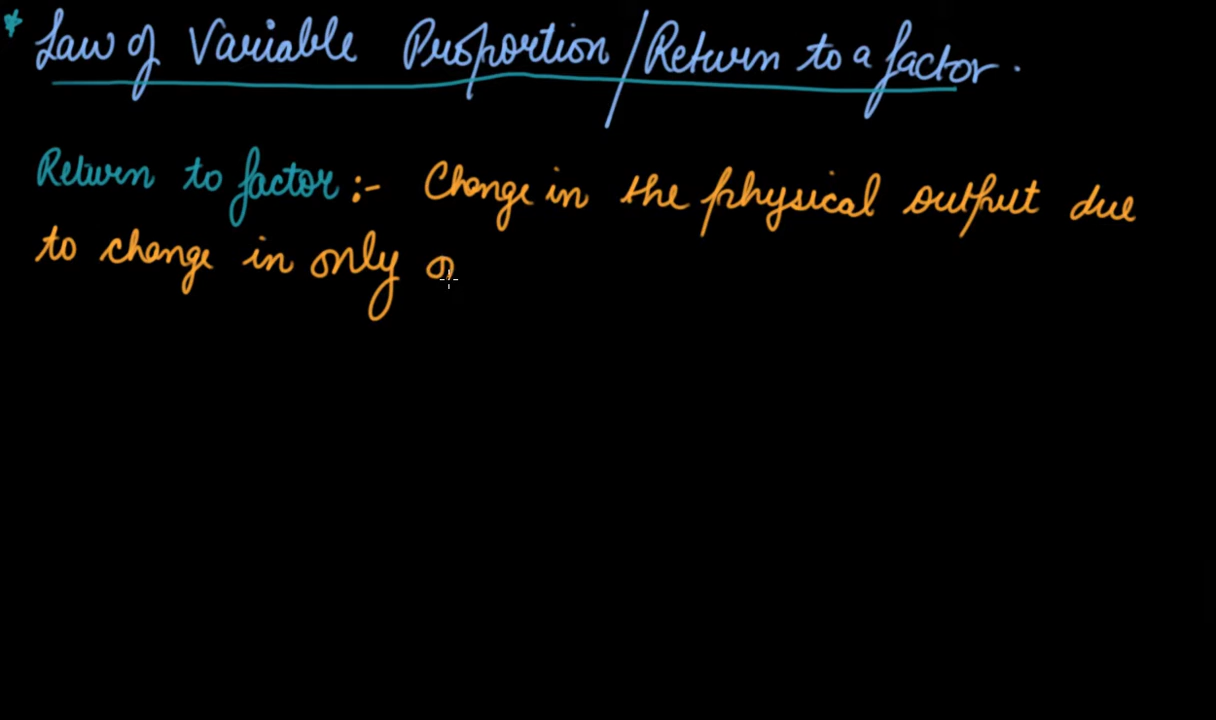 * Law of Variable Proportion/Return to a factor.
Return to factor :- Change in the physical output due
to change in only o